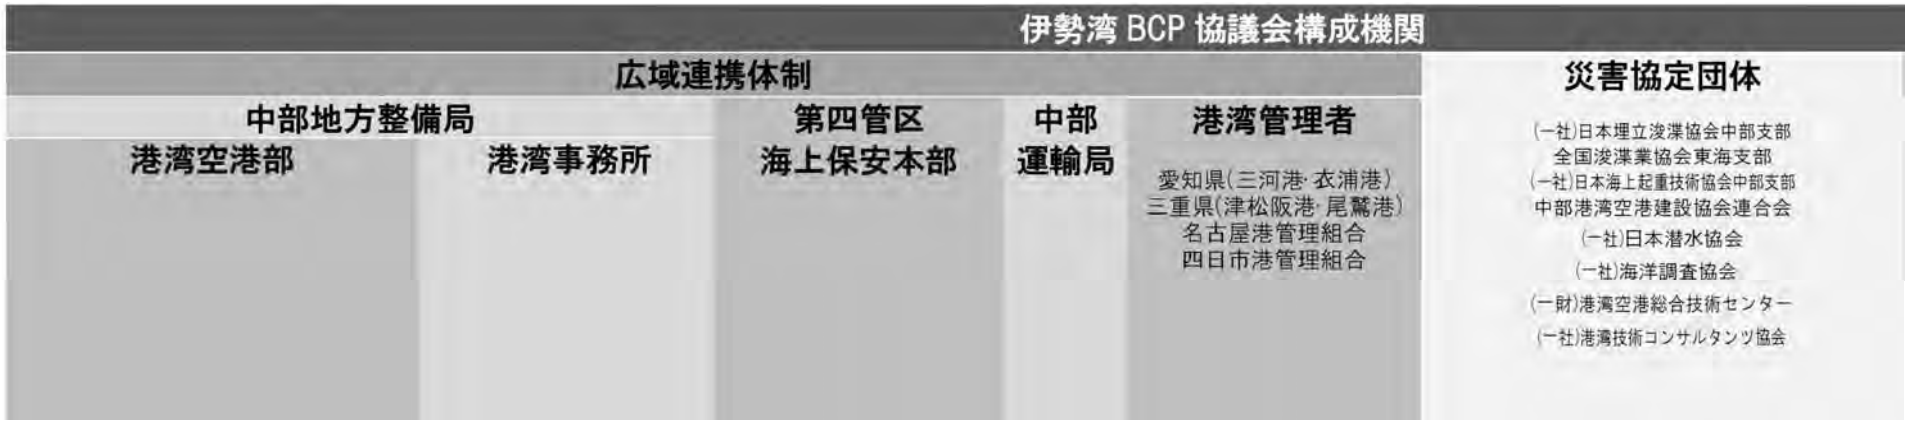 伊勢湾 BCP 協議会構成機関
広域連携体制
災害協定団体
中部地方整備局
港湾空港部
港湾事務所
第四管区
海上保安本部
中部
運輸局
港湾管理者
愛知県(三河港・衣浦港)
三重県(津松阪港・尾鷲港)
名古屋港管理組合
四日市港管理組合
(一社)日本埋立浚渫協会中部支部
全国浚渫業協会東海支部
(一社)日本海上起重技術協会中部支部
中部港湾空港建設協会連合会
(一社)日本潜水協会
(一社)海洋調査協会
(一財)港湾空港総合技術センター
(一社)港湾技術コンサルタンツ協会